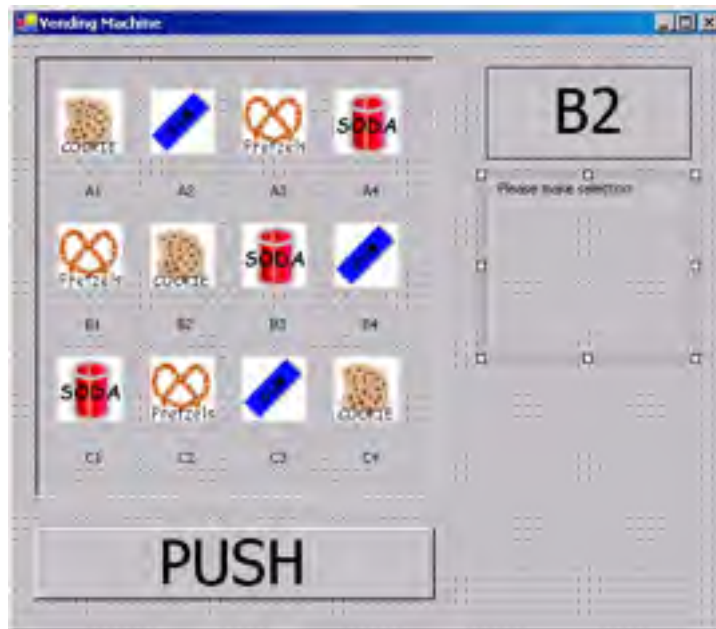 Vending Machine
B2
COOKIE
Pretzels
SODA
A1 A2 A3 A4
Please make selection
Pretzels
COOKIE
SODA
B1 B2 B3 B4
SODA
Pretzels
COOKIE
C1 C2 C3 C4
PUSH